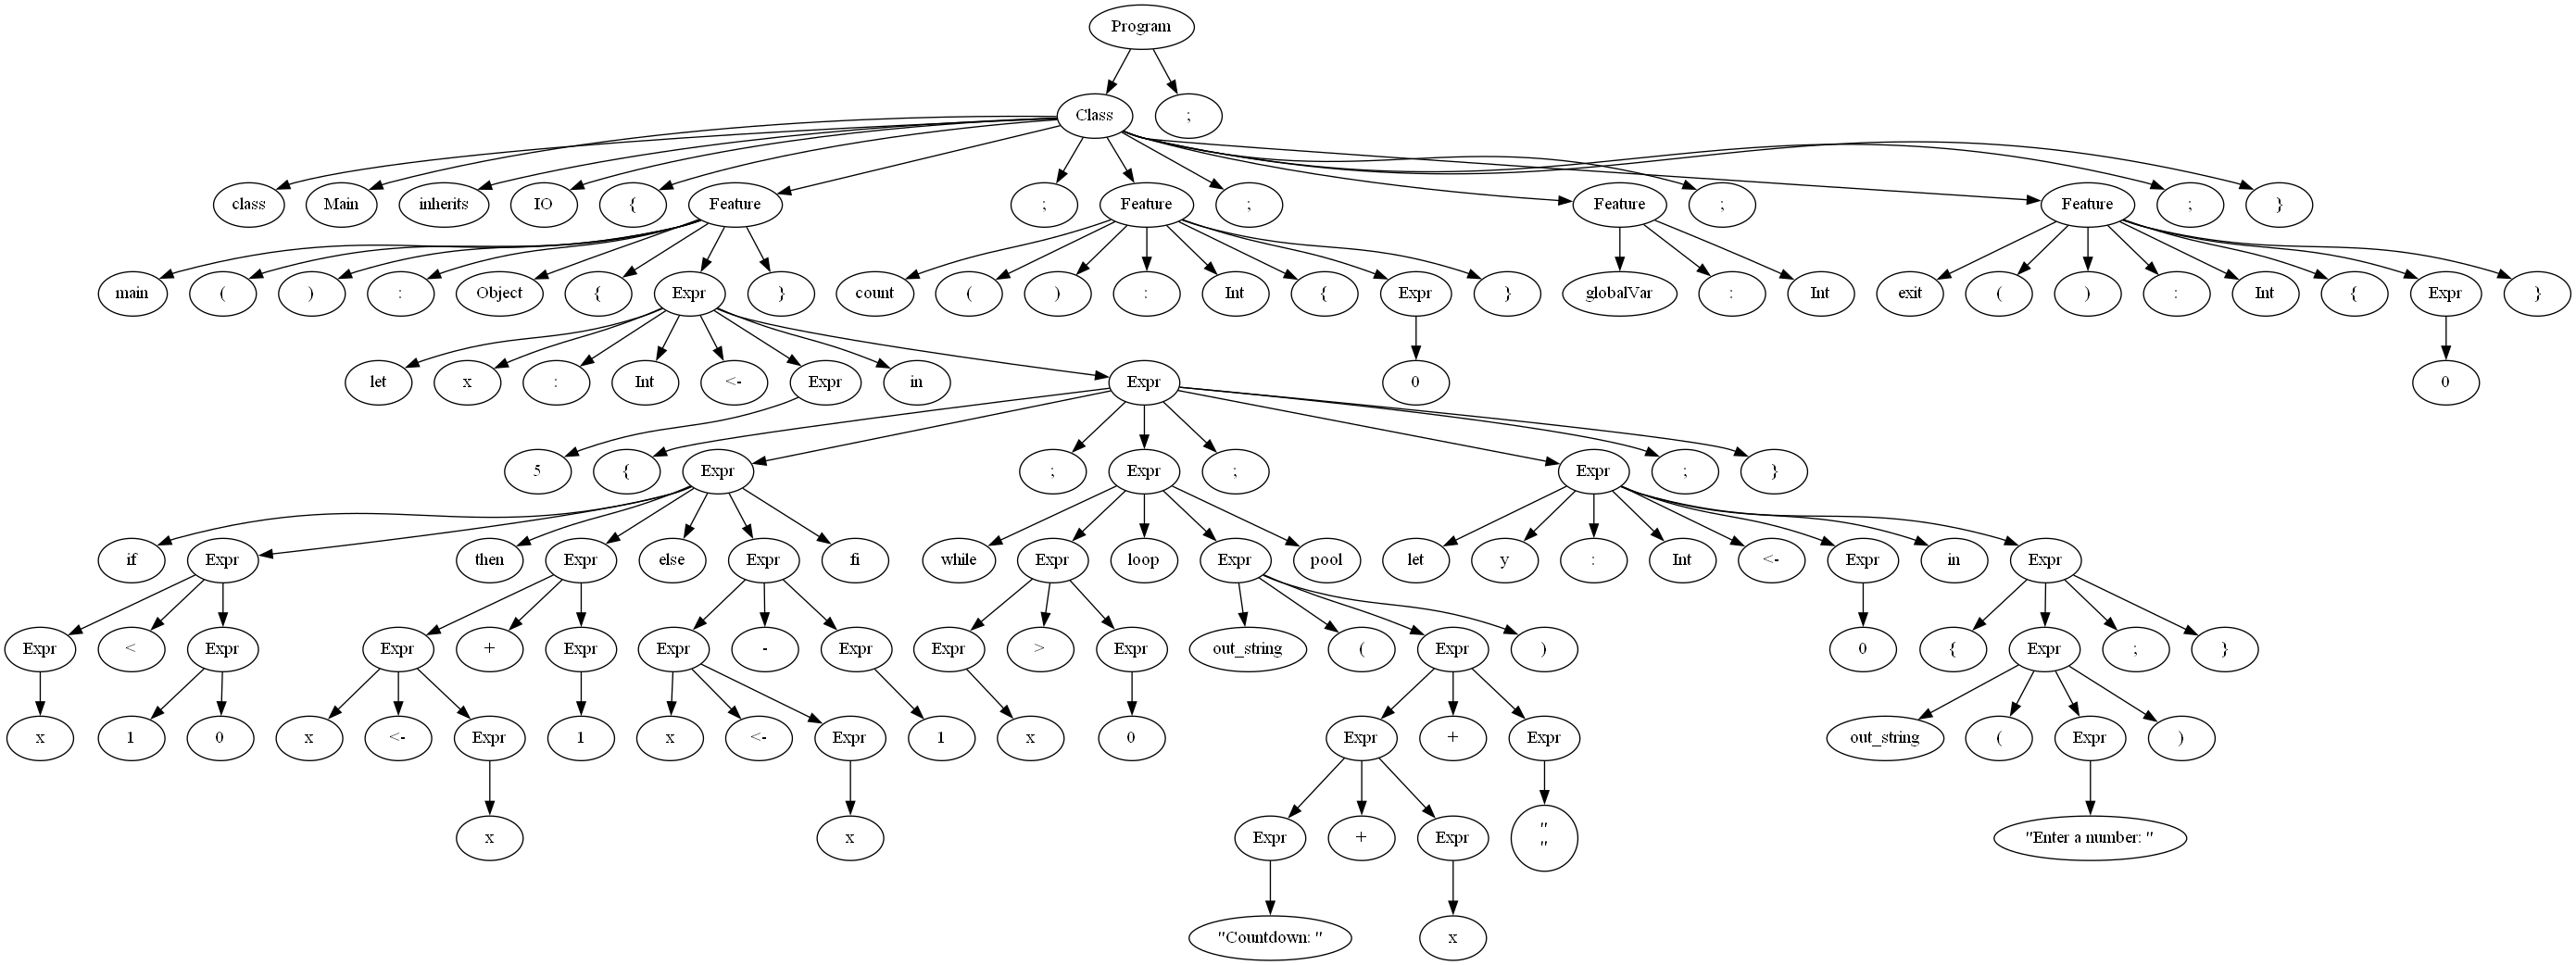 Program
Class ;
class Main inherits IO { Feature ; Feature ; Feature ; Feature ; }
main ( ) : Object { Expr } count ( ) : Int { Expr } globalVar : Int exit ( ) : Int { Expr }
let x : Int <- Expr in Expr 0 0
5 { Expr ; Expr ; Expr ; }
if Expr then Expr else Expr fi while Expr loop Expr pool let y : Int <- Expr in Expr
Expr < Expr Expr + Expr Expr - Expr Expr > Expr out_string ( Expr ) 0 { Expr ; }
x 1 0 x <- Expr 1 x <- Expr 1 x 0 Expr + Expr out_string ( Expr )
x x Expr + Expr "
" "Enter a number: "
"Countdown: " x